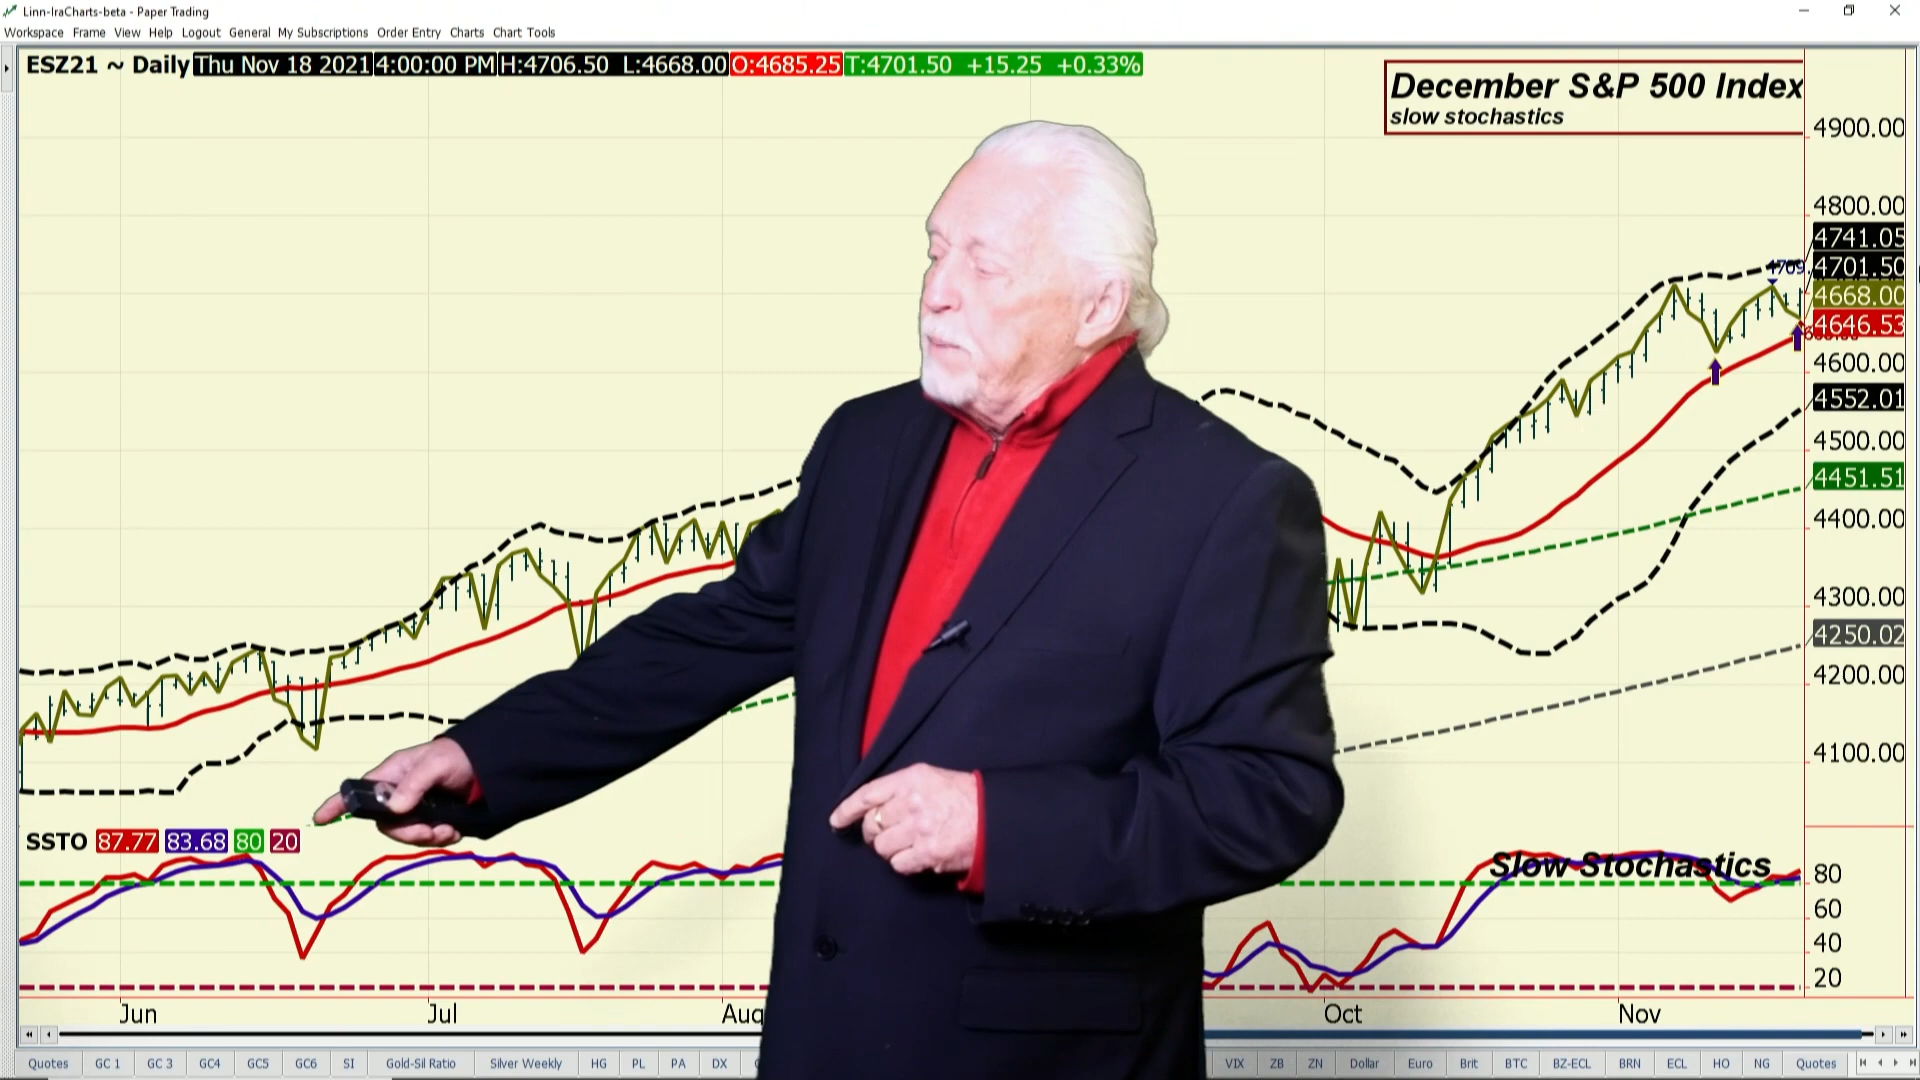 Linn-IraCharts-beta - Paper Trading
Workspace Frame View Help Logout General My Subscriptions Order Entry Charts Chart Tools
ESZ21 ~ Daily Thu Nov 18 2021 4:00:00 PM H:4706.50 L:4668.00 O:4685.25 T:4701.50 +15.25 +0.33%
December S&P 500 Index
slow stochastics
4900.00
4800.00
4741.05
4701.50
4668.00
4646.53
4600.00
4552.01
4500.00
4451.51
4400.00
4300.00
4250.02
4200.00
4100.00
SSTO 87.77 83.68 80 20
Slow Stochastics
80
60
40
20
Jun Jul Aug Oct Nov
Quotes GC 1 GC 3 GC4 GC5 GC6 SI Gold-Sil Ratio Silver Weekly HG PL PA DX VIX ZB ZN Dollar Euro Brit BTC BZ-ECL BRN ECL HO NG Quotes